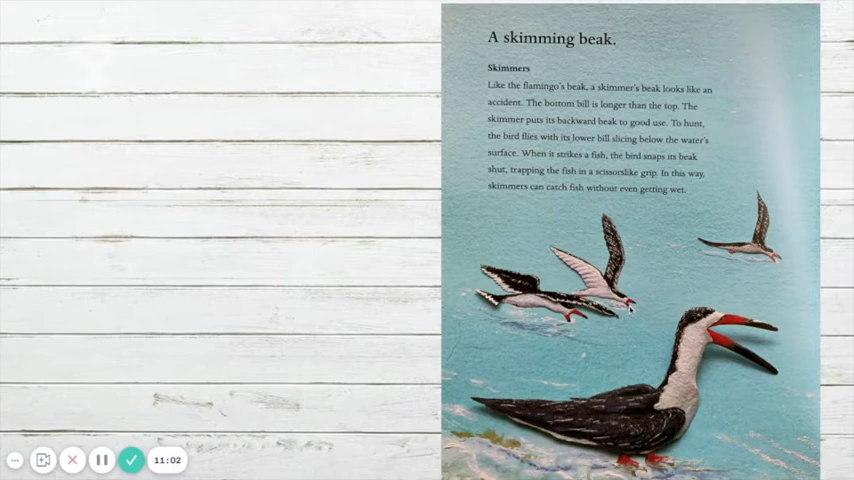 A skimming beak.
Skimmers
Like the flamingo's beak, a skimmer's beak looks like an
accident. The bottom bill is longer than the top. The
skimmer puts its backward beak to good use. To hunt,
the bird flies with its lower bill slicing below the water's
surface. When it strikes a fish, the bird snaps its beak
shut, trapping the fish in a scissorslike grip. In this way,
skimmers can catch fish without even getting wet.
11:02